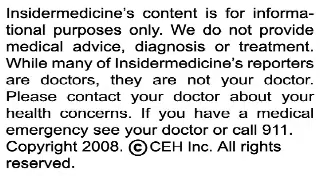 Insidermedicine's content is for informa-
tional purposes only. We do not provide
medical advice, diagnosis or treatment.
While many of Insidermedicine's reporters
are doctors, they are not your doctor.
Please contact your doctor about your
health concerns. If you have a medical
emergency see your doctor or call 911.
Copyright 2008. ©CEH Inc. All rights
reserved.